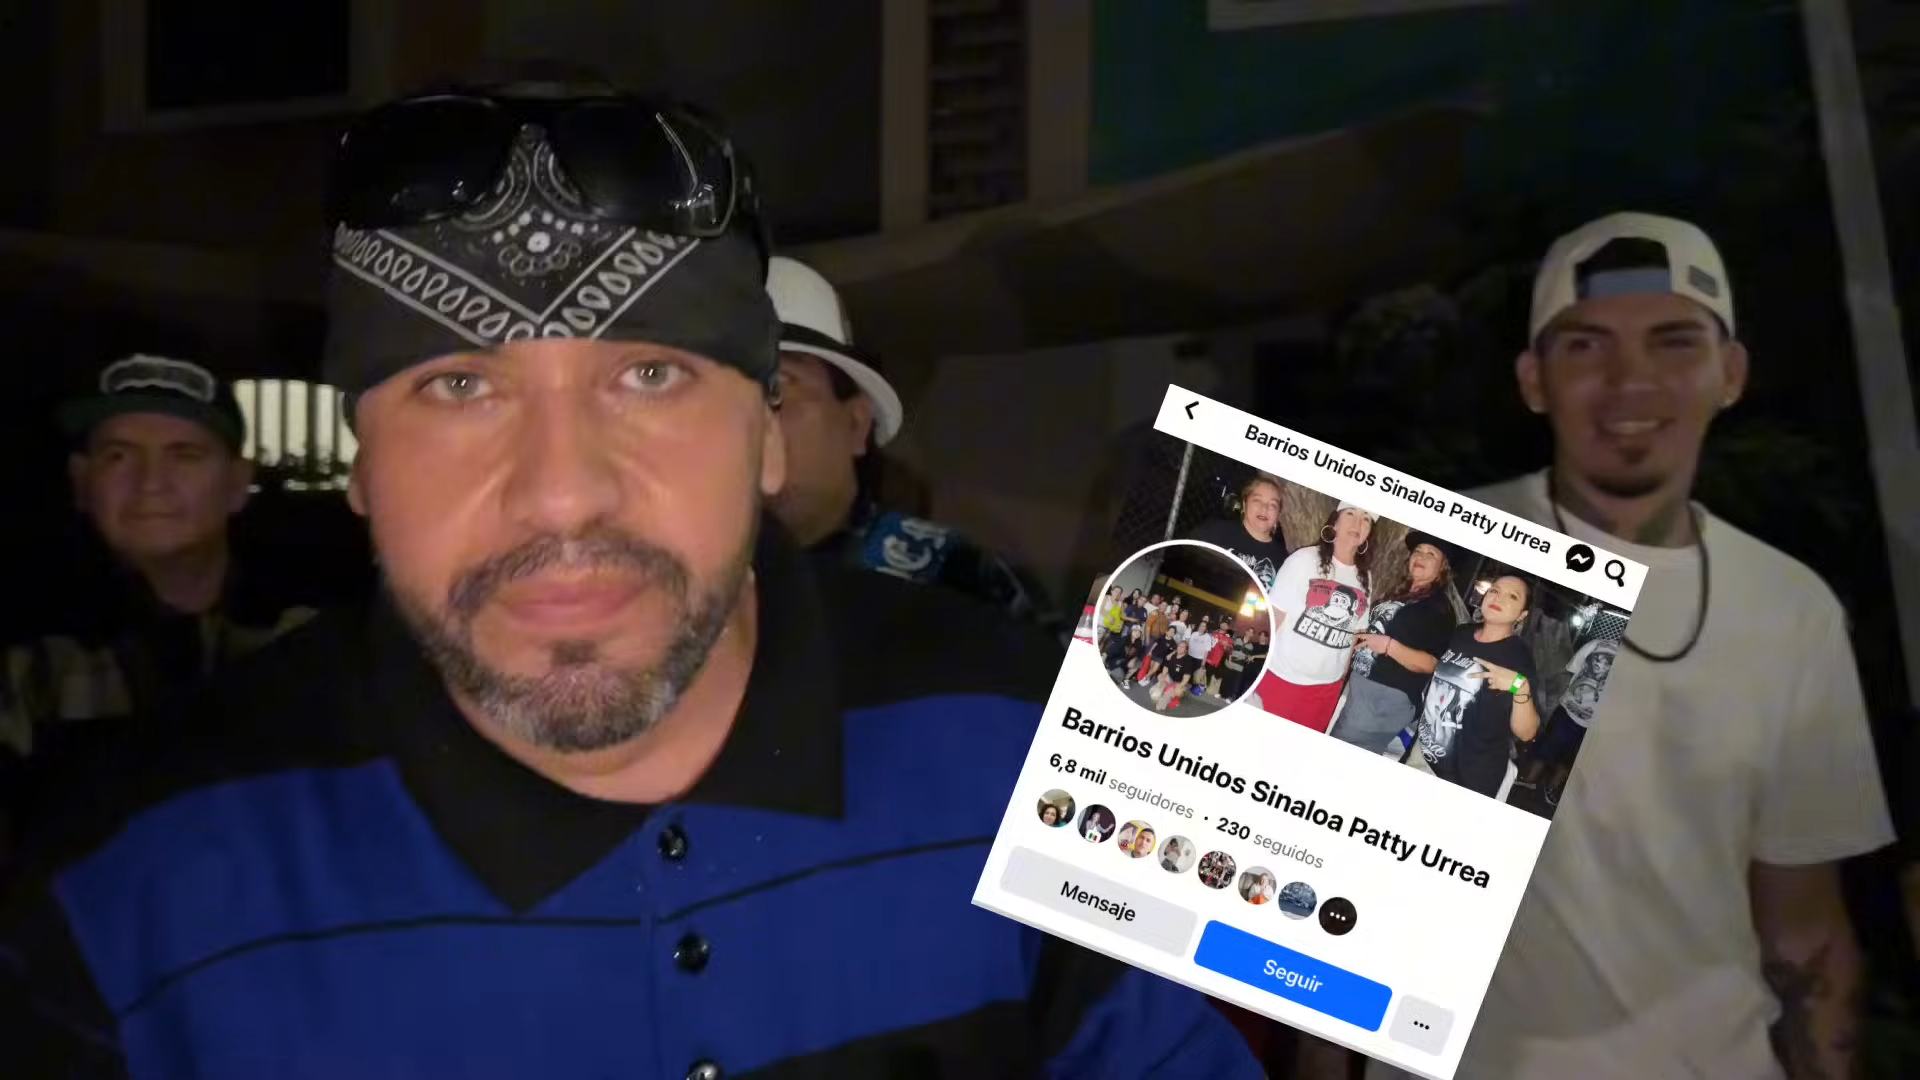 Barrios Unidos Sinaloa Patty Urrea
BEN DA
Barrios Unidos Sinaloa Patty Urrea
6,8 mil seguidores · 230 seguidos
Mensaje
Seguir